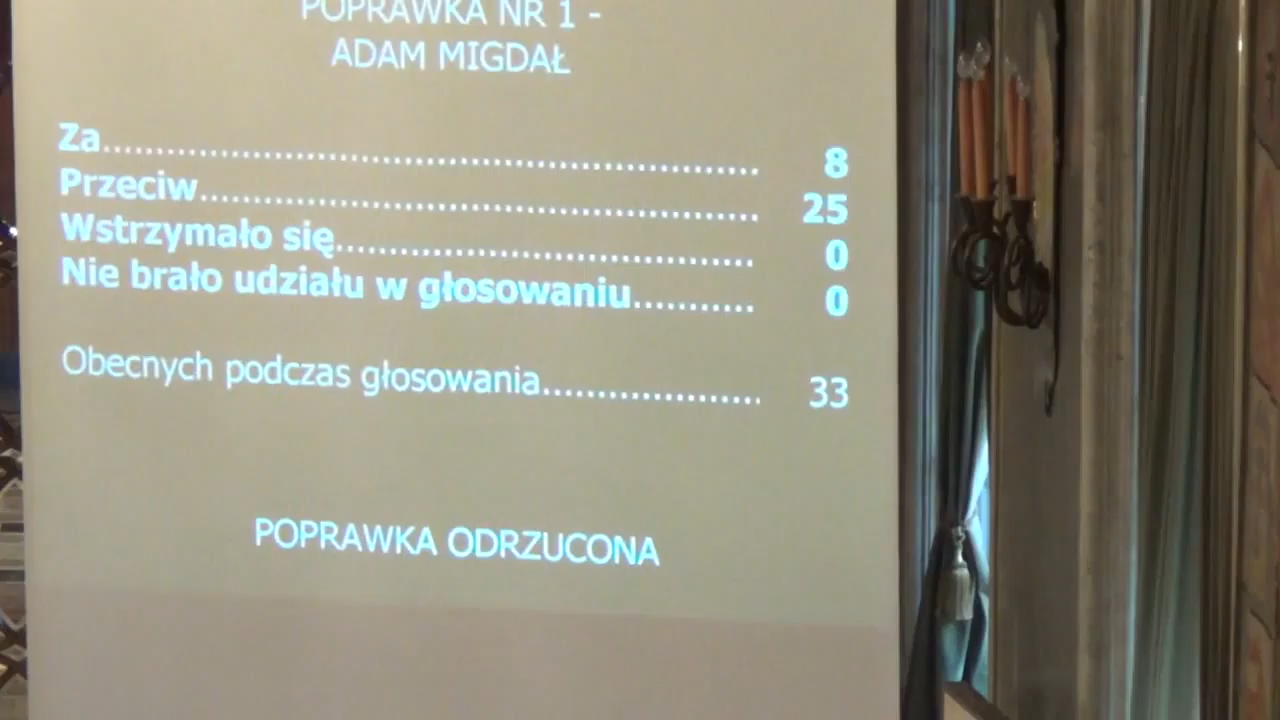 POPRAWKA NR 1 -
ADAM MIGDAŁ
Za................................................................ 8
Przeciw...................................................... 25
Wstrzymało się......................................... 0
Nie brało udziału w głosowaniu........... 0
Obecnych podczas głosowania.................... 33
POPRAWKA ODRZUCONA